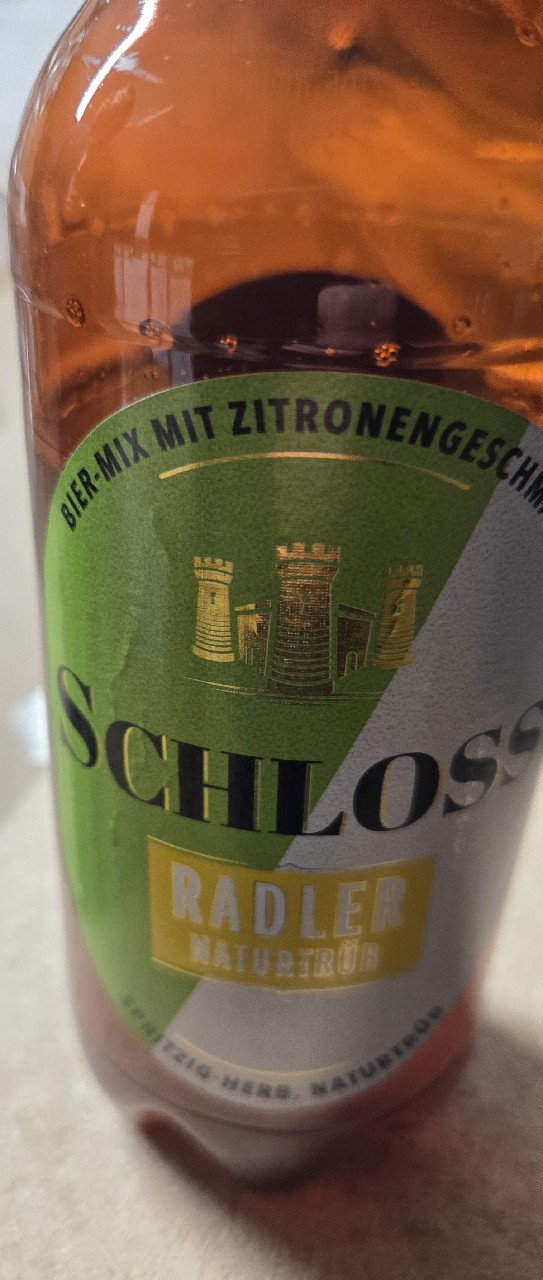 BIER-MIX MIT ZITRONENGESCHM
SCHLOSS
RADLER
NATURTRÜB
SPRITZIG-HERB, NATURTRÜB